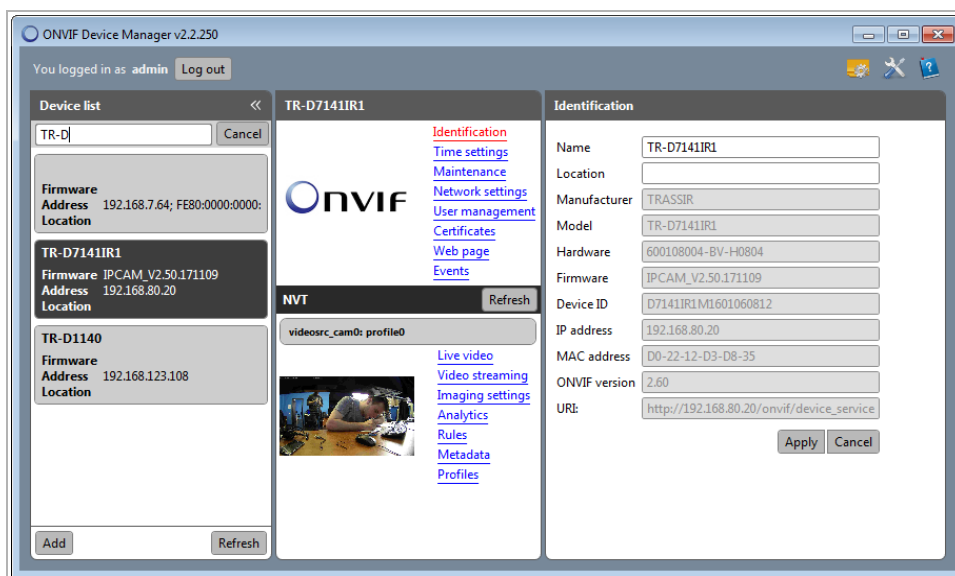 ONVIF Device Manager v2.2.250
You logged in as admin Log out
Device list «
TR-D Cancel
Firmware
Address 192.168.7.64; FE80:0000:0000:
Location
TR-D7141IR1
Firmware IPCAM_V2.50.171109
Address 192.168.80.20
Location
TR-D1140
Firmware
Address 192.168.123.108
Location
Add Refresh
TR-D7141IR1
ONVIF
Identification
Time settings
Maintenance
Network settings
User management
Certificates
Web page
Events
NVT Refresh
videosrc_cam0: profile0
Live video
Video streaming
Imaging settings
Analytics
Rules
Metadata
Profiles
Identification
Name TR-D7141IR1
Location
Manufacturer TRASSIR
Model TR-D7141IR1
Hardware 600108004-BV-H0804
Firmware IPCAM_V2.50.171109
Device ID D7141IR1M1601060812
IP address 192.168.80.20
MAC address D0-22-12-D3-D8-35
ONVIF version 2.60
URI: http://192.168.80.20/onvif/device_service
Apply Cancel